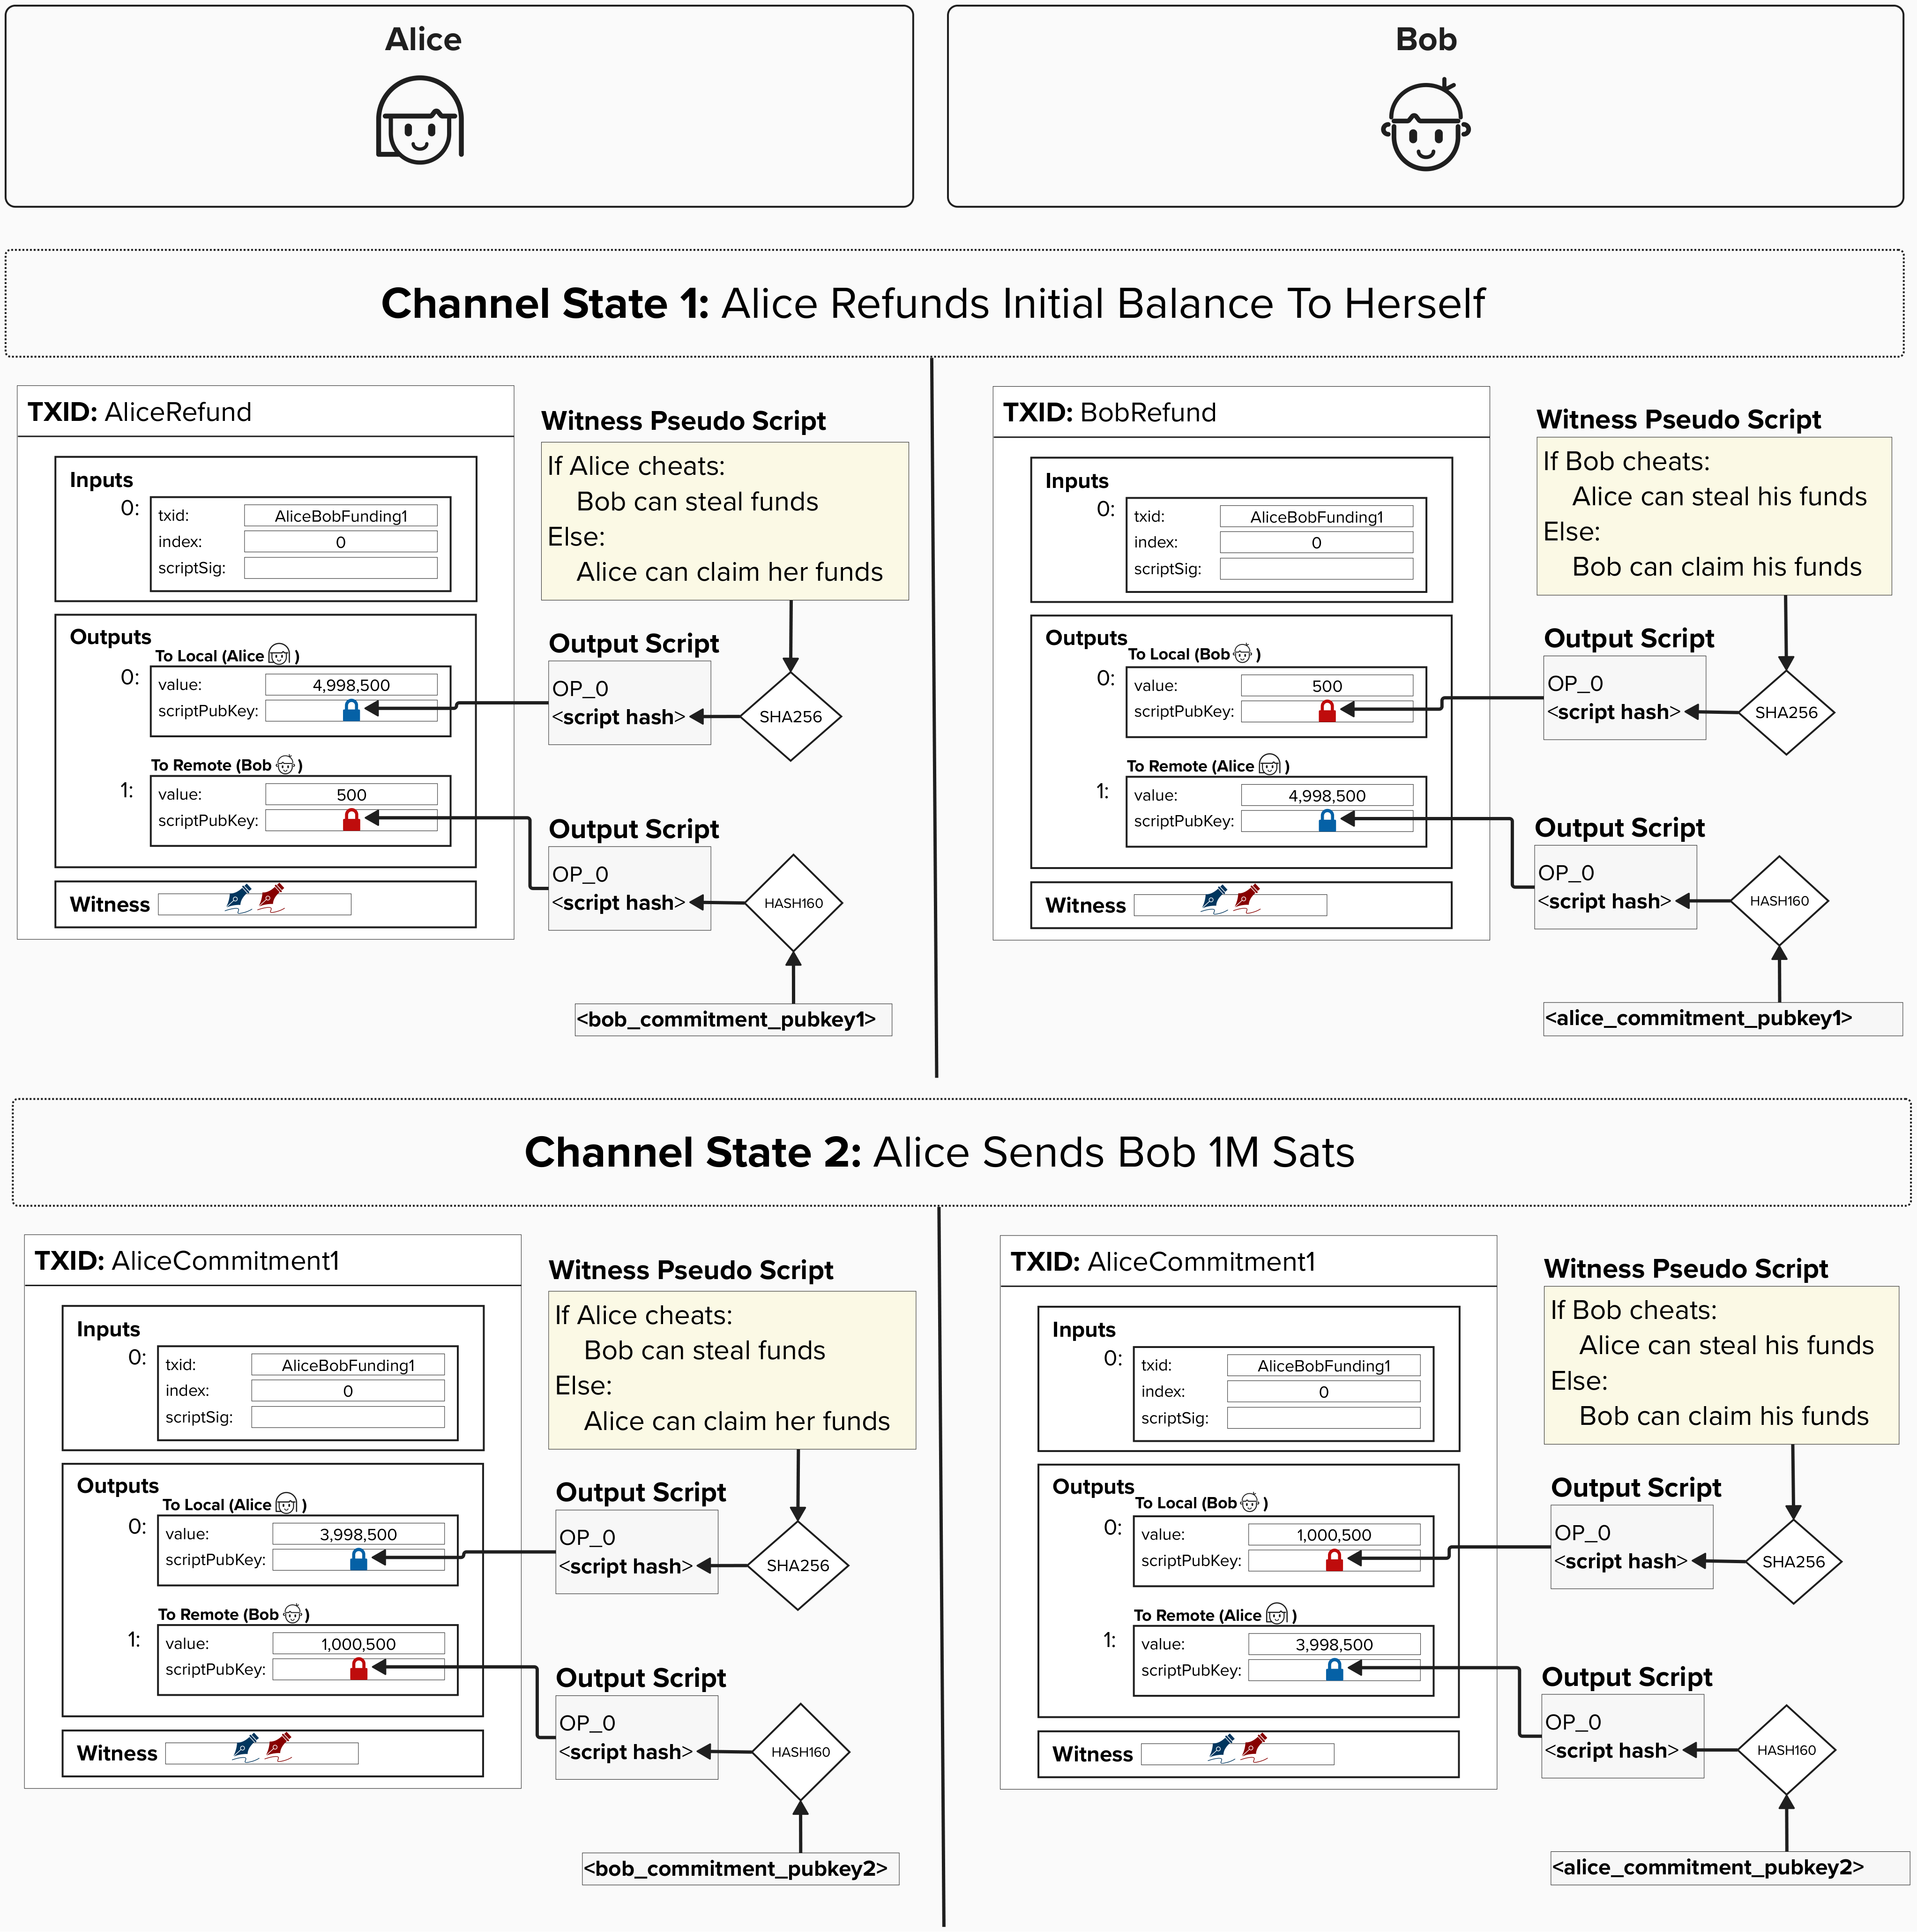 Alice
Bob
Channel State 1: Alice Refunds Initial Balance To Herself
TXID: AliceRefund
Inputs
0:
txid: AliceBobFunding1
index: 0
scriptSig:
Outputs
To Local (Alice )
0:
value: 4,998,500
scriptPubKey:
To Remote (Bob )
1:
value: 500
scriptPubKey:
Witness
Witness Pseudo Script
If Alice cheats:
Bob can steal funds
Else:
Alice can claim her funds
Output Script
OP_0
<script hash>
SHA256
Output Script
OP_0
<script hash>
HASH160
<bob_commitment_pubkey1>
TXID: BobRefund
Inputs
0:
txid: AliceBobFunding1
index: 0
scriptSig:
Outputs
To Local (Bob )
0:
value: 500
scriptPubKey:
To Remote (Alice )
1:
value: 4,998,500
scriptPubKey:
Witness
Witness Pseudo Script
If Bob cheats:
Alice can steal his funds
Else:
Bob can claim his funds
Output Script
OP_0
<script hash>
SHA256
Output Script
OP_0
<script hash>
HASH160
<alice_commitment_pubkey1>
Channel State 2: Alice Sends Bob 1M Sats
TXID: AliceCommitment1
Inputs
0:
txid: AliceBobFunding1
index: 0
scriptSig:
Outputs
To Local (Alice )
0:
value: 3,998,500
scriptPubKey:
To Remote (Bob )
1:
value: 1,000,500
scriptPubKey:
Witness
Witness Pseudo Script
If Alice cheats:
Bob can steal funds
Else:
Alice can claim her funds
Output Script
OP_0
<script hash>
SHA256
Output Script
OP_0
<script hash>
HASH160
<bob_commitment_pubkey2>
TXID: AliceCommitment1
Inputs
0:
txid: AliceBobFunding1
index: 0
scriptSig:
Outputs
To Local (Bob )
0:
value: 1,000,500
scriptPubKey:
To Remote (Alice )
1:
value: 3,998,500
scriptPubKey:
Witness
Witness Pseudo Script
If Bob cheats:
Alice can steal his funds
Else:
Bob can claim his funds
Output Script
OP_0
<script hash>
SHA256
Output Script
OP_0
<script hash>
HASH160
<alice_commitment_pubkey2>